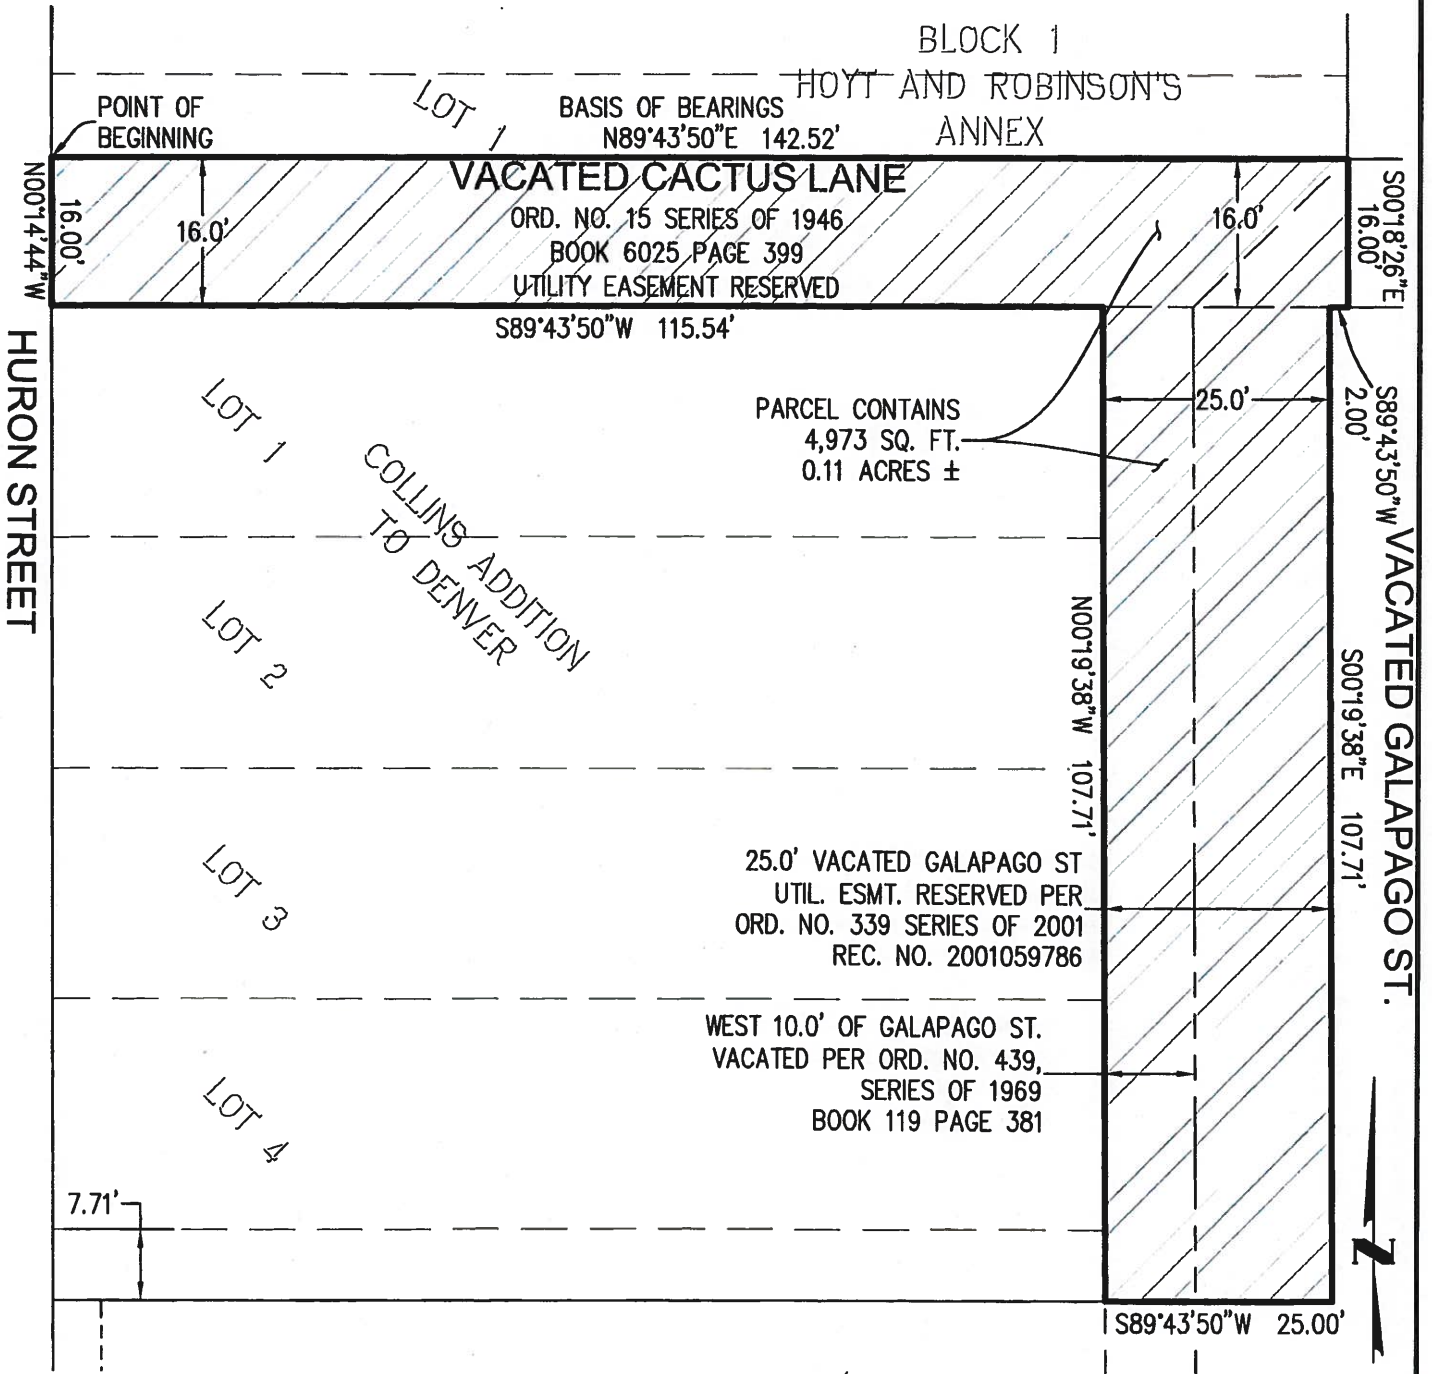 BLOCK 1
HOYT AND ROBINSON'S
ANNEX
LOT 1
POINT OF
BEGINNING
BASIS OF BEARINGS
N89°43'50"E 142.52'
VACATED CACTUS LANE
ORD. NO. 15 SERIES OF 1946
BOOK 6025 PAGE 399
UTILITY EASEMENT RESERVED
N00°14'44"W
16.00'
16.0'
16.0'
S00°18'26"E
16.00'
S89°43'50"W 115.54'
HURON STREET
LOT 1
COLLINS ADDITION
TO DENVER
PARCEL CONTAINS
4,973 SQ. FT.
0.11 ACRES ±
25.0'
S89°43'50"W
2.00'
VACATED GALAPAGO ST.
LOT 2
N00°19'38"W 107.71'
S00°19'38"E 107.71'
LOT 3
25.0' VACATED GALAPAGO ST
UTIL. ESMT. RESERVED PER
ORD. NO. 339 SERIES OF 2001
REC. NO. 2001059786
WEST 10.0' OF GALAPAGO ST.
VACATED PER ORD. NO. 439,
SERIES OF 1969
BOOK 119 PAGE 381
LOT 4
7.71'
N
S89°43'50"W 25.00'